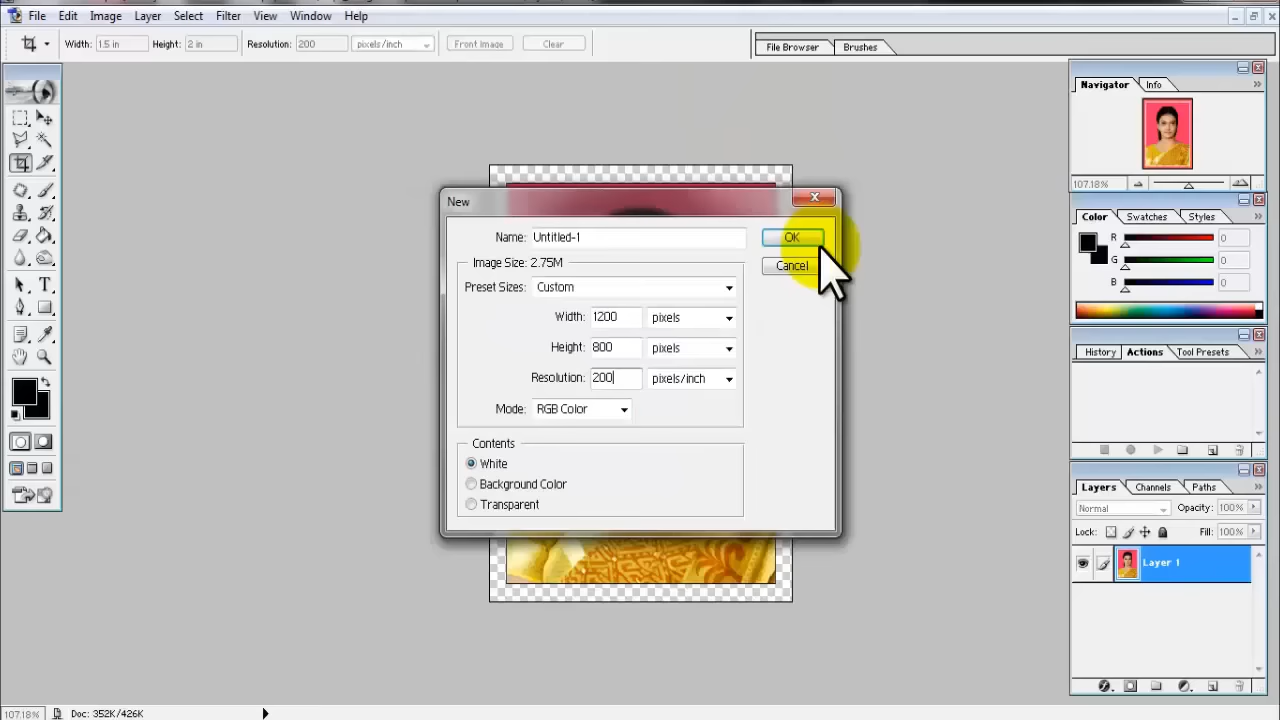 File Edit Image Layer Select Filter View Window Help
Width: 1.5 in Height: 2 in Resolution: 200 pixels/inch Front Image Clear
File Browser Brushes
Navigator Info
107.18%
Color Swatches Styles
R 0
G 0
B 0
History Actions Tool Presets
Layers Channels Paths
Normal Opacity: 100%
Lock: Fill: 100%
Layer 1
New
Name: Untitled-1 OK
Image Size: 2.75M Cancel
Preset Sizes: Custom
Width: 1200 pixels
Height: 800 pixels
Resolution: 200 pixels/inch
Mode: RGB Color
Contents
White
Background Color
Transparent
107.18% Doc: 352K/426K